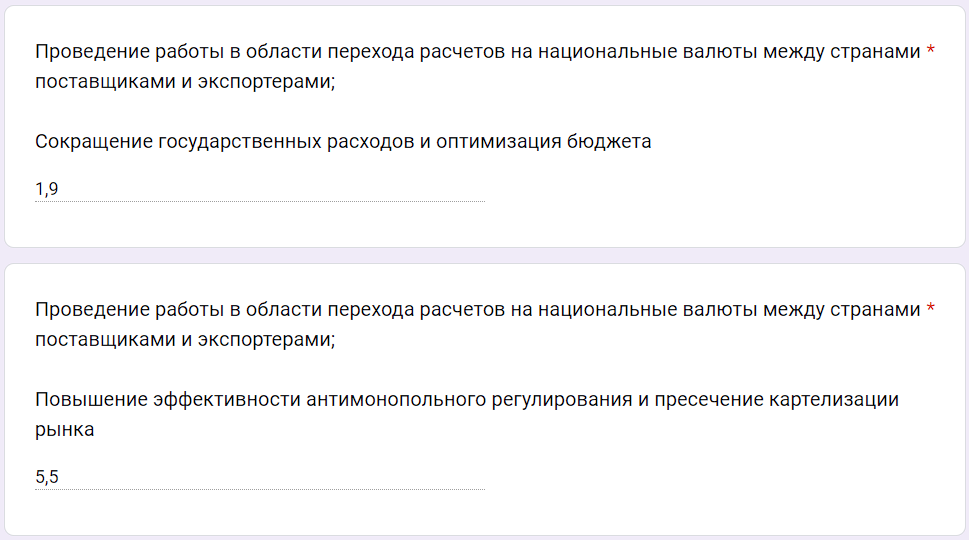 Проведение работы в области перехода расчетов на национальные валюты между странами *
поставщиками и экспортерами;
Сокращение государственных расходов и оптимизация бюджета
1,9
Проведение работы в области перехода расчетов на национальные валюты между странами *
поставщиками и экспортерами;
Повышение эффективности антимонопольного регулирования и пресечение картелизации
рынка
5,5